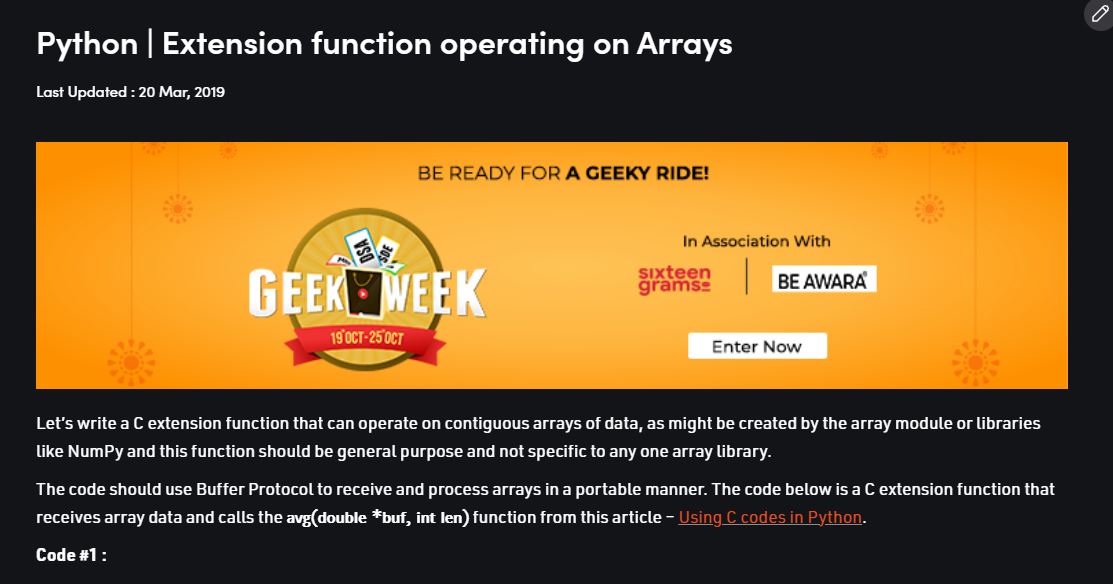 Python | Extension function operating on Arrays
Last Updated : 20 Mar, 2019
BE READY FOR A GEEKY RIDE!
DSA
SDE
GEEK WEEK
19 OCT-25 OCT
In Association With
sixteen
grams
BE AWARA®
Enter Now
Let's write a C extension function that can operate on contiguous arrays of data, as might be created by the array module or libraries
like NumPy and this function should be general purpose and not specific to any one array library.
The code should use Buffer Protocol to receive and process arrays in a portable manner. The code below is a C extension function that
receives array data and calls the avg(double *buf, int len) function from this article – Using C codes in Python.
Code #1 :